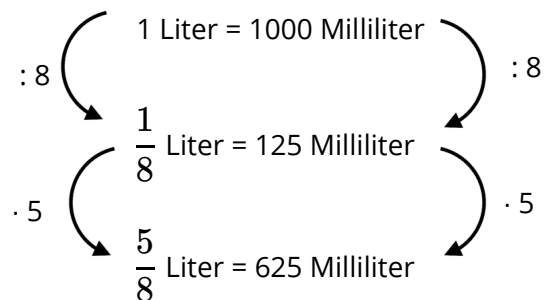 1 Liter = 1000 Milliliter
: 8
: 8
1/8 Liter = 125 Milliliter
· 5
· 5
5/8 Liter = 625 Milliliter